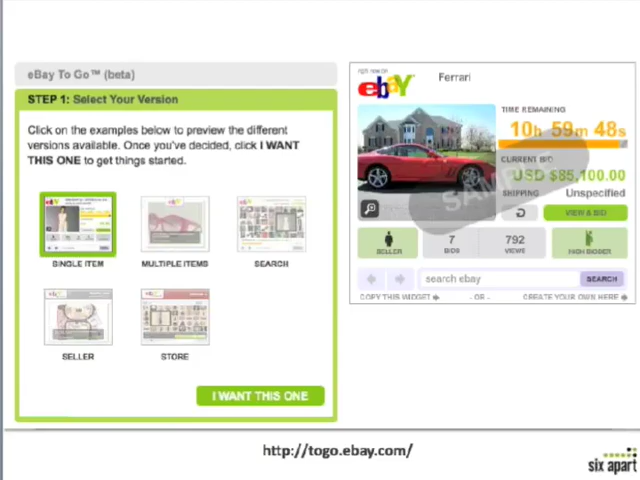 eBay To Go™ (beta)
STEP 1: Select Your Version
Click on the examples below to preview the different
versions available. Once you've decided, click I WANT
THIS ONE to get things started.
SINGLE ITEM
MULTIPLE ITEMS
SEARCH
SELLER
STORE
I WANT THIS ONE
right now on
ebaY
Ferrari
TIME REMAINING
10h 59m 48s
CURRENT BID
USD $85,100.00
SHIPPING
Unspecified
SAMPLE
VIEW & BID
SELLER
7
BIDS
792
VIEWS
HIGH BIDDER
search ebay
SEARCH
COPY THIS WIDGET
- OR -
CREATE YOUR OWN HERE
http://togo.ebay.com/
six apart